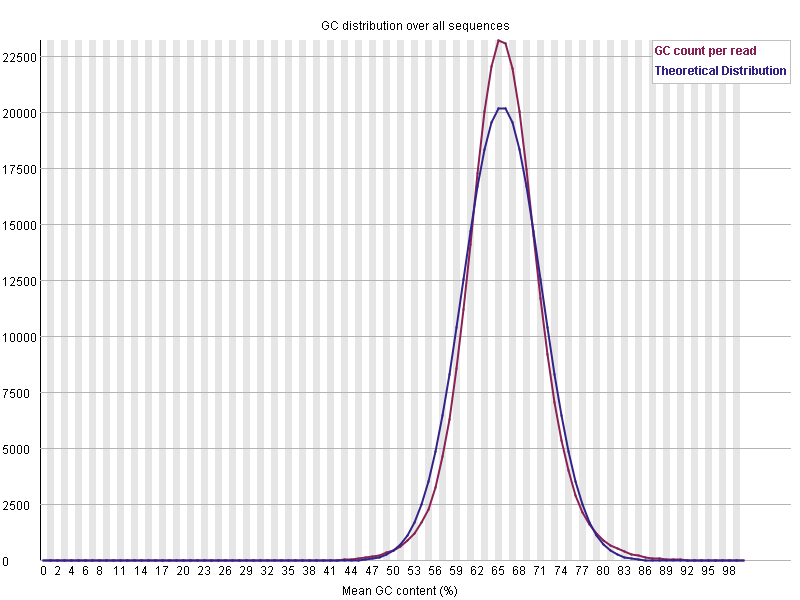 GC distribution over all sequences
GC count per read
Theoretical Distribution
22500
20000
17500
15000
12500
10000
7500
5000
2500
0
0 2 4 6 8 11 14 17 20 23 26 29 32 35 38 41 44 47 50 53 56 59 62 65 68 71 74 77 80 83 86 89 92 95 98
Mean GC content (%)